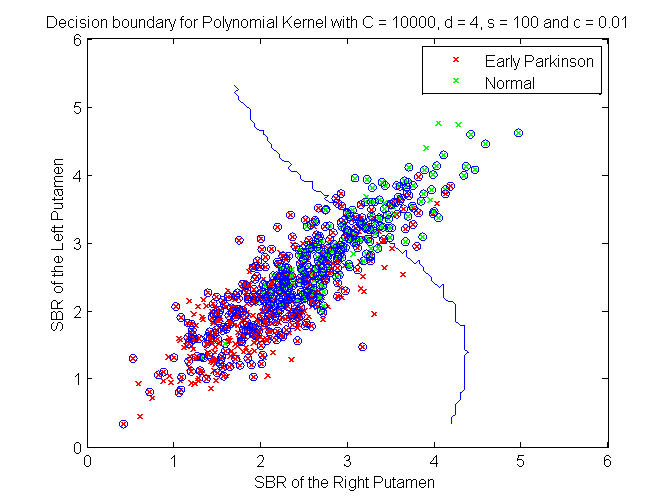 Decision boundary for Polynomial Kernel with C = 10000, d = 4, s = 100 and c = 0.01
Early Parkinson
Normal
SBR of the Left Putamen
6
5
4
3
2
1
0
0 1 2 3 4 5 6
SBR of the Right Putamen